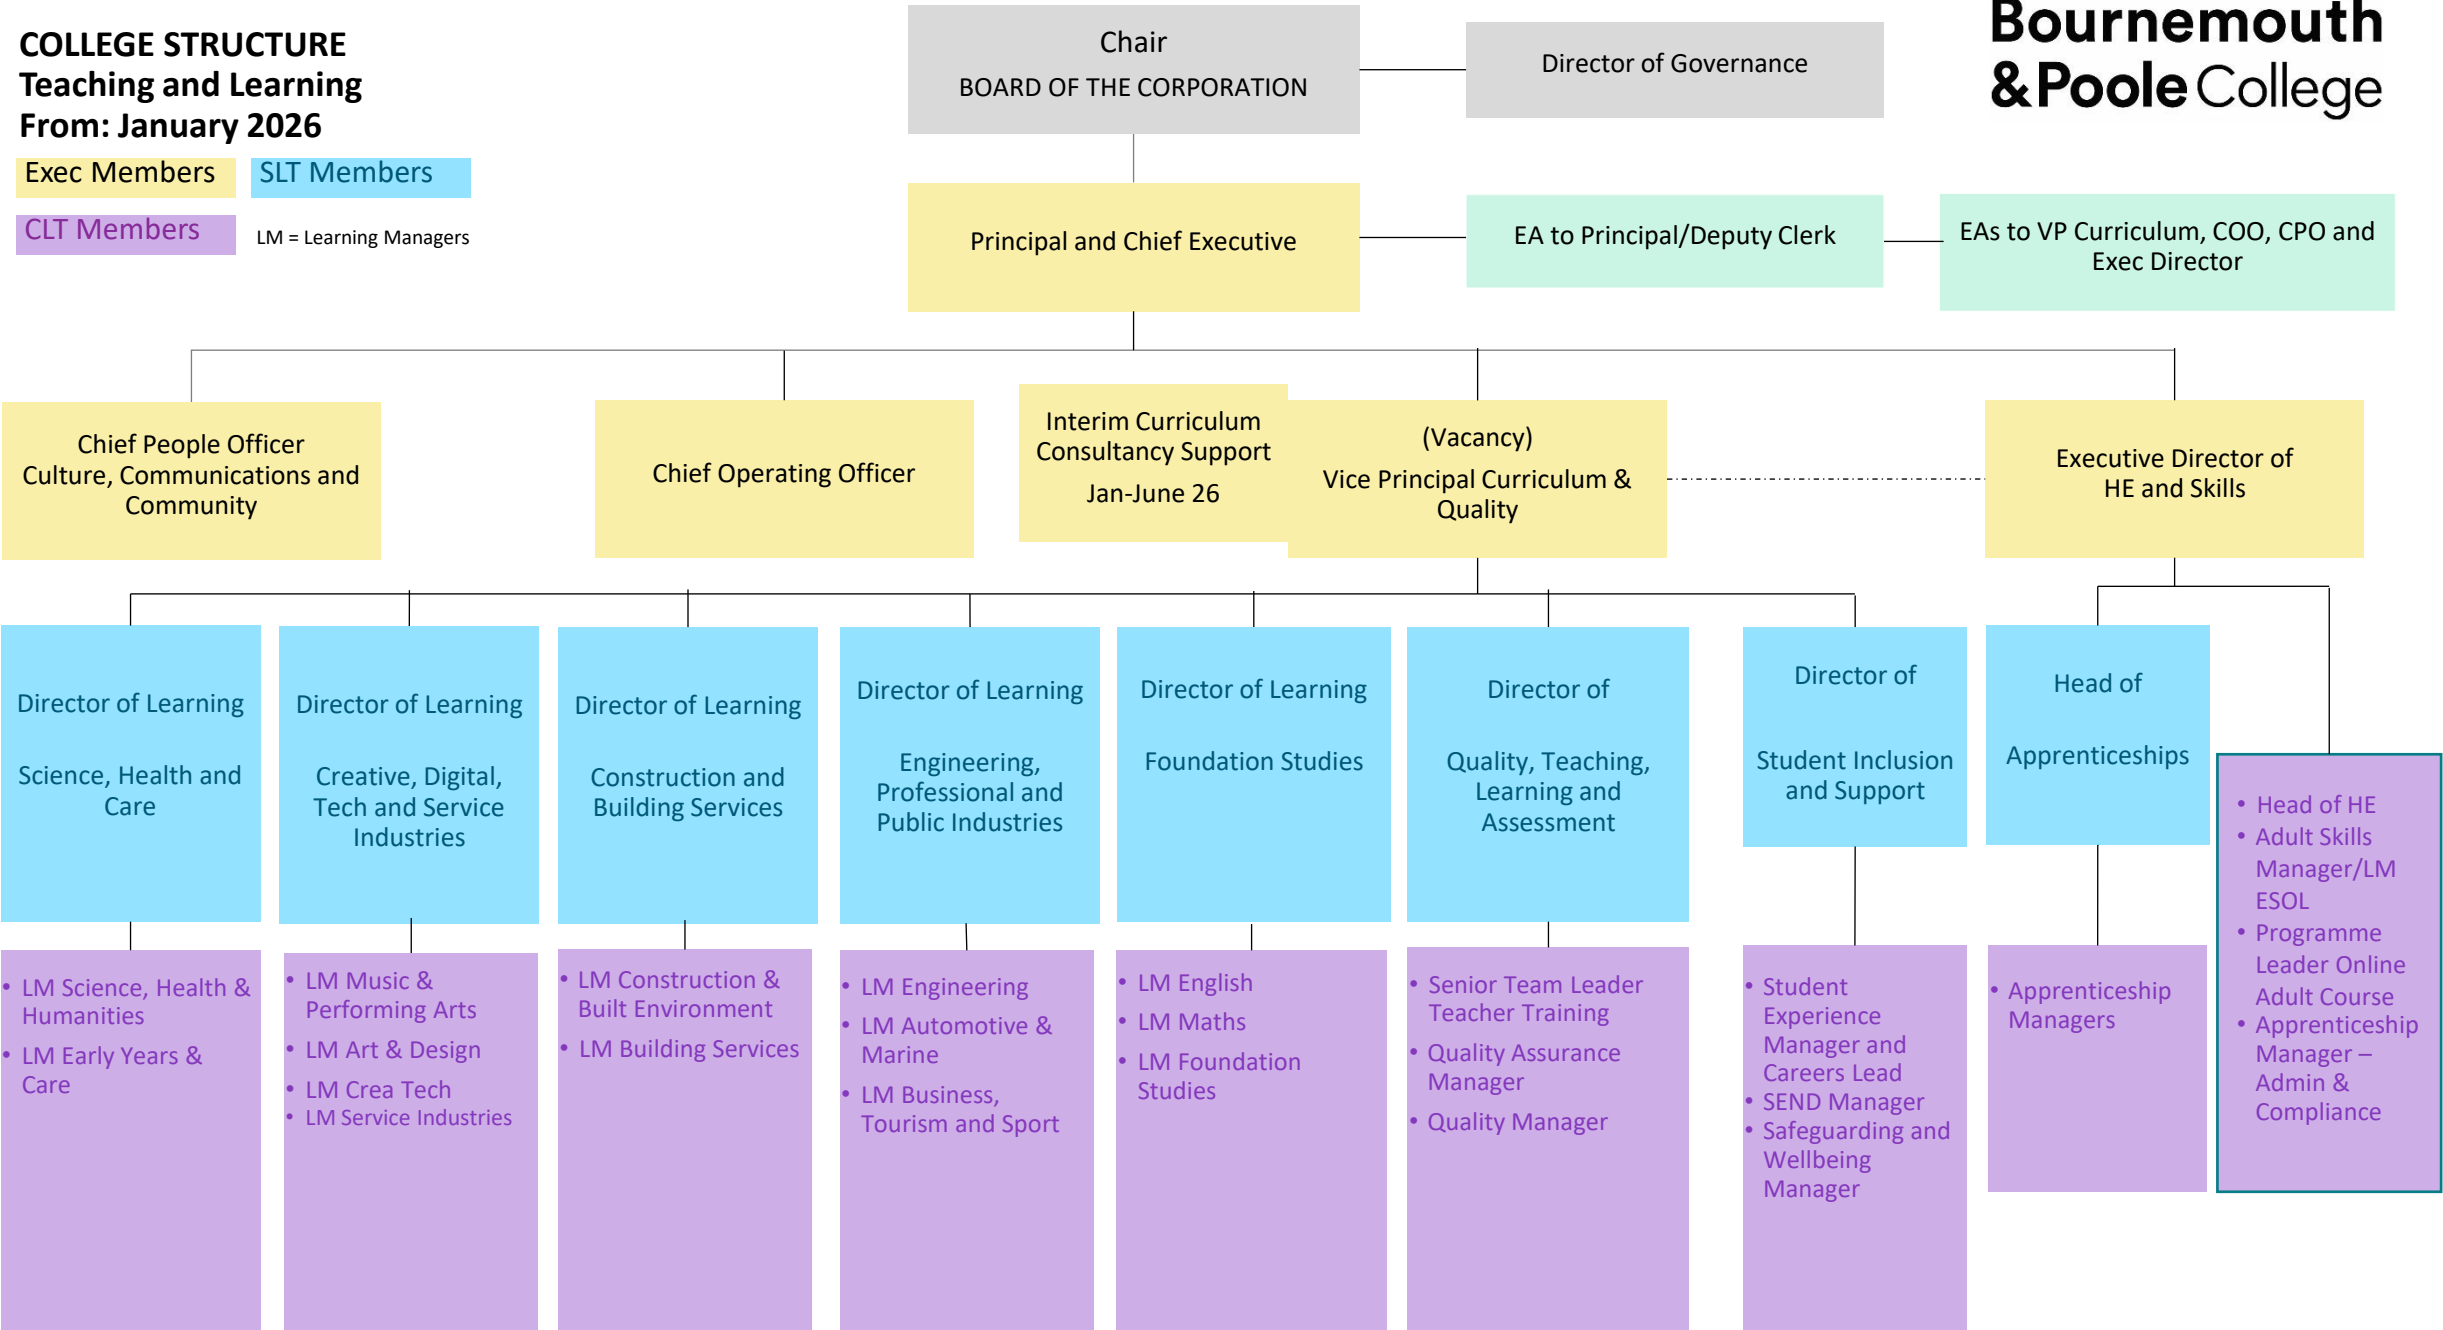 COLLEGE STRUCTURE
Teaching and Learning
From: January 2026
Exec Members
SLT Members
CLT Members
LM = Learning Managers
Chair
BOARD OF THE CORPORATION
Director of Governance
Bournemouth
&Poole College
Principal and Chief Executive
EA to Principal/Deputy Clerk
EAs to VP Curriculum, COO, CPO and
Exec Director
Chief People Officer
Culture, Communications and
Community
Chief Operating Officer
Interim Curriculum
Consultancy Support
Jan-June 26
(Vacancy)
Vice Principal Curriculum &
Quality
Executive Director of
HE and Skills
Director of Learning
Science, Health and
Care
Director of Learning
Creative, Digital,
Tech and Service
Industries
Director of Learning
Construction and
Building Services
Director of Learning
Engineering,
Professional and
Public Industries
Director of Learning
Foundation Studies
Director of
Quality, Teaching,
Learning and
Assessment
Director of
Student Inclusion
and Support
Head of
Apprenticeships
• Head of HE
• Adult Skills
Manager/LM
ESOL
• Programme
Leader Online
Adult Course
• Apprenticeship
Manager –
Admin &
Compliance
• LM Science, Health &
Humanities
• LM Early Years &
Care
• LM Music &
Performing Arts
• LM Art & Design
• LM Crea Tech
• LM Service Industries
• LM Construction &
Built Environment
• LM Building Services
• LM Engineering
• LM Automotive &
Marine
• LM Business,
Tourism and Sport
• LM English
• LM Maths
• LM Foundation
Studies
• Senior Team Leader
Teacher Training
• Quality Assurance
Manager
• Quality Manager
• Student
Experience
Manager and
Careers Lead
• SEND Manager
• Safeguarding and
Wellbeing
Manager
• Apprenticeship
Managers